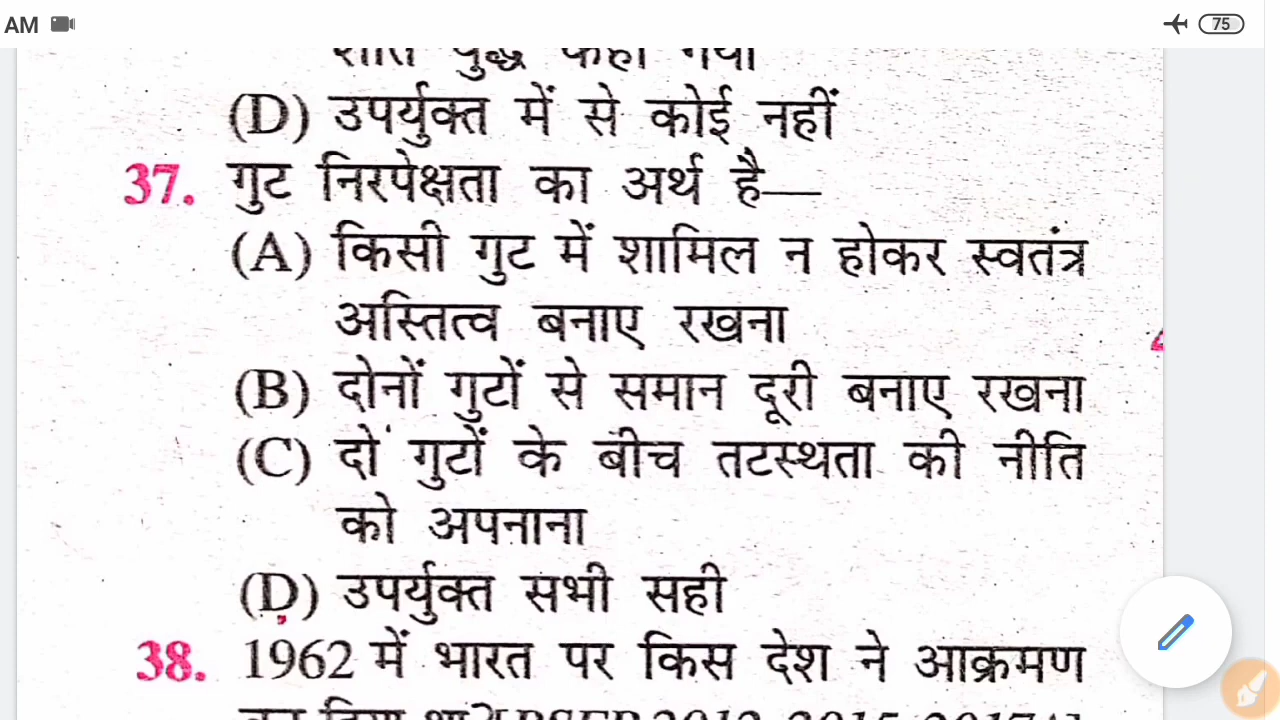 AM
75
(D) उपर्युक्त में से कोई नहीं
37. गुट निरपेक्षता का अर्थ है—
(A) किसी गुट में शामिल न होकर स्वतंत्र
अस्तित्व बनाए रखना
(B) दोनों गुटों से समान दूरी बनाए रखना
(C) दो गुटों के बीच तटस्थता की नीति
को अपनाना
(D) उपर्युक्त सभी सही
38. 1962 में भारत पर किस देश ने आक्रमण